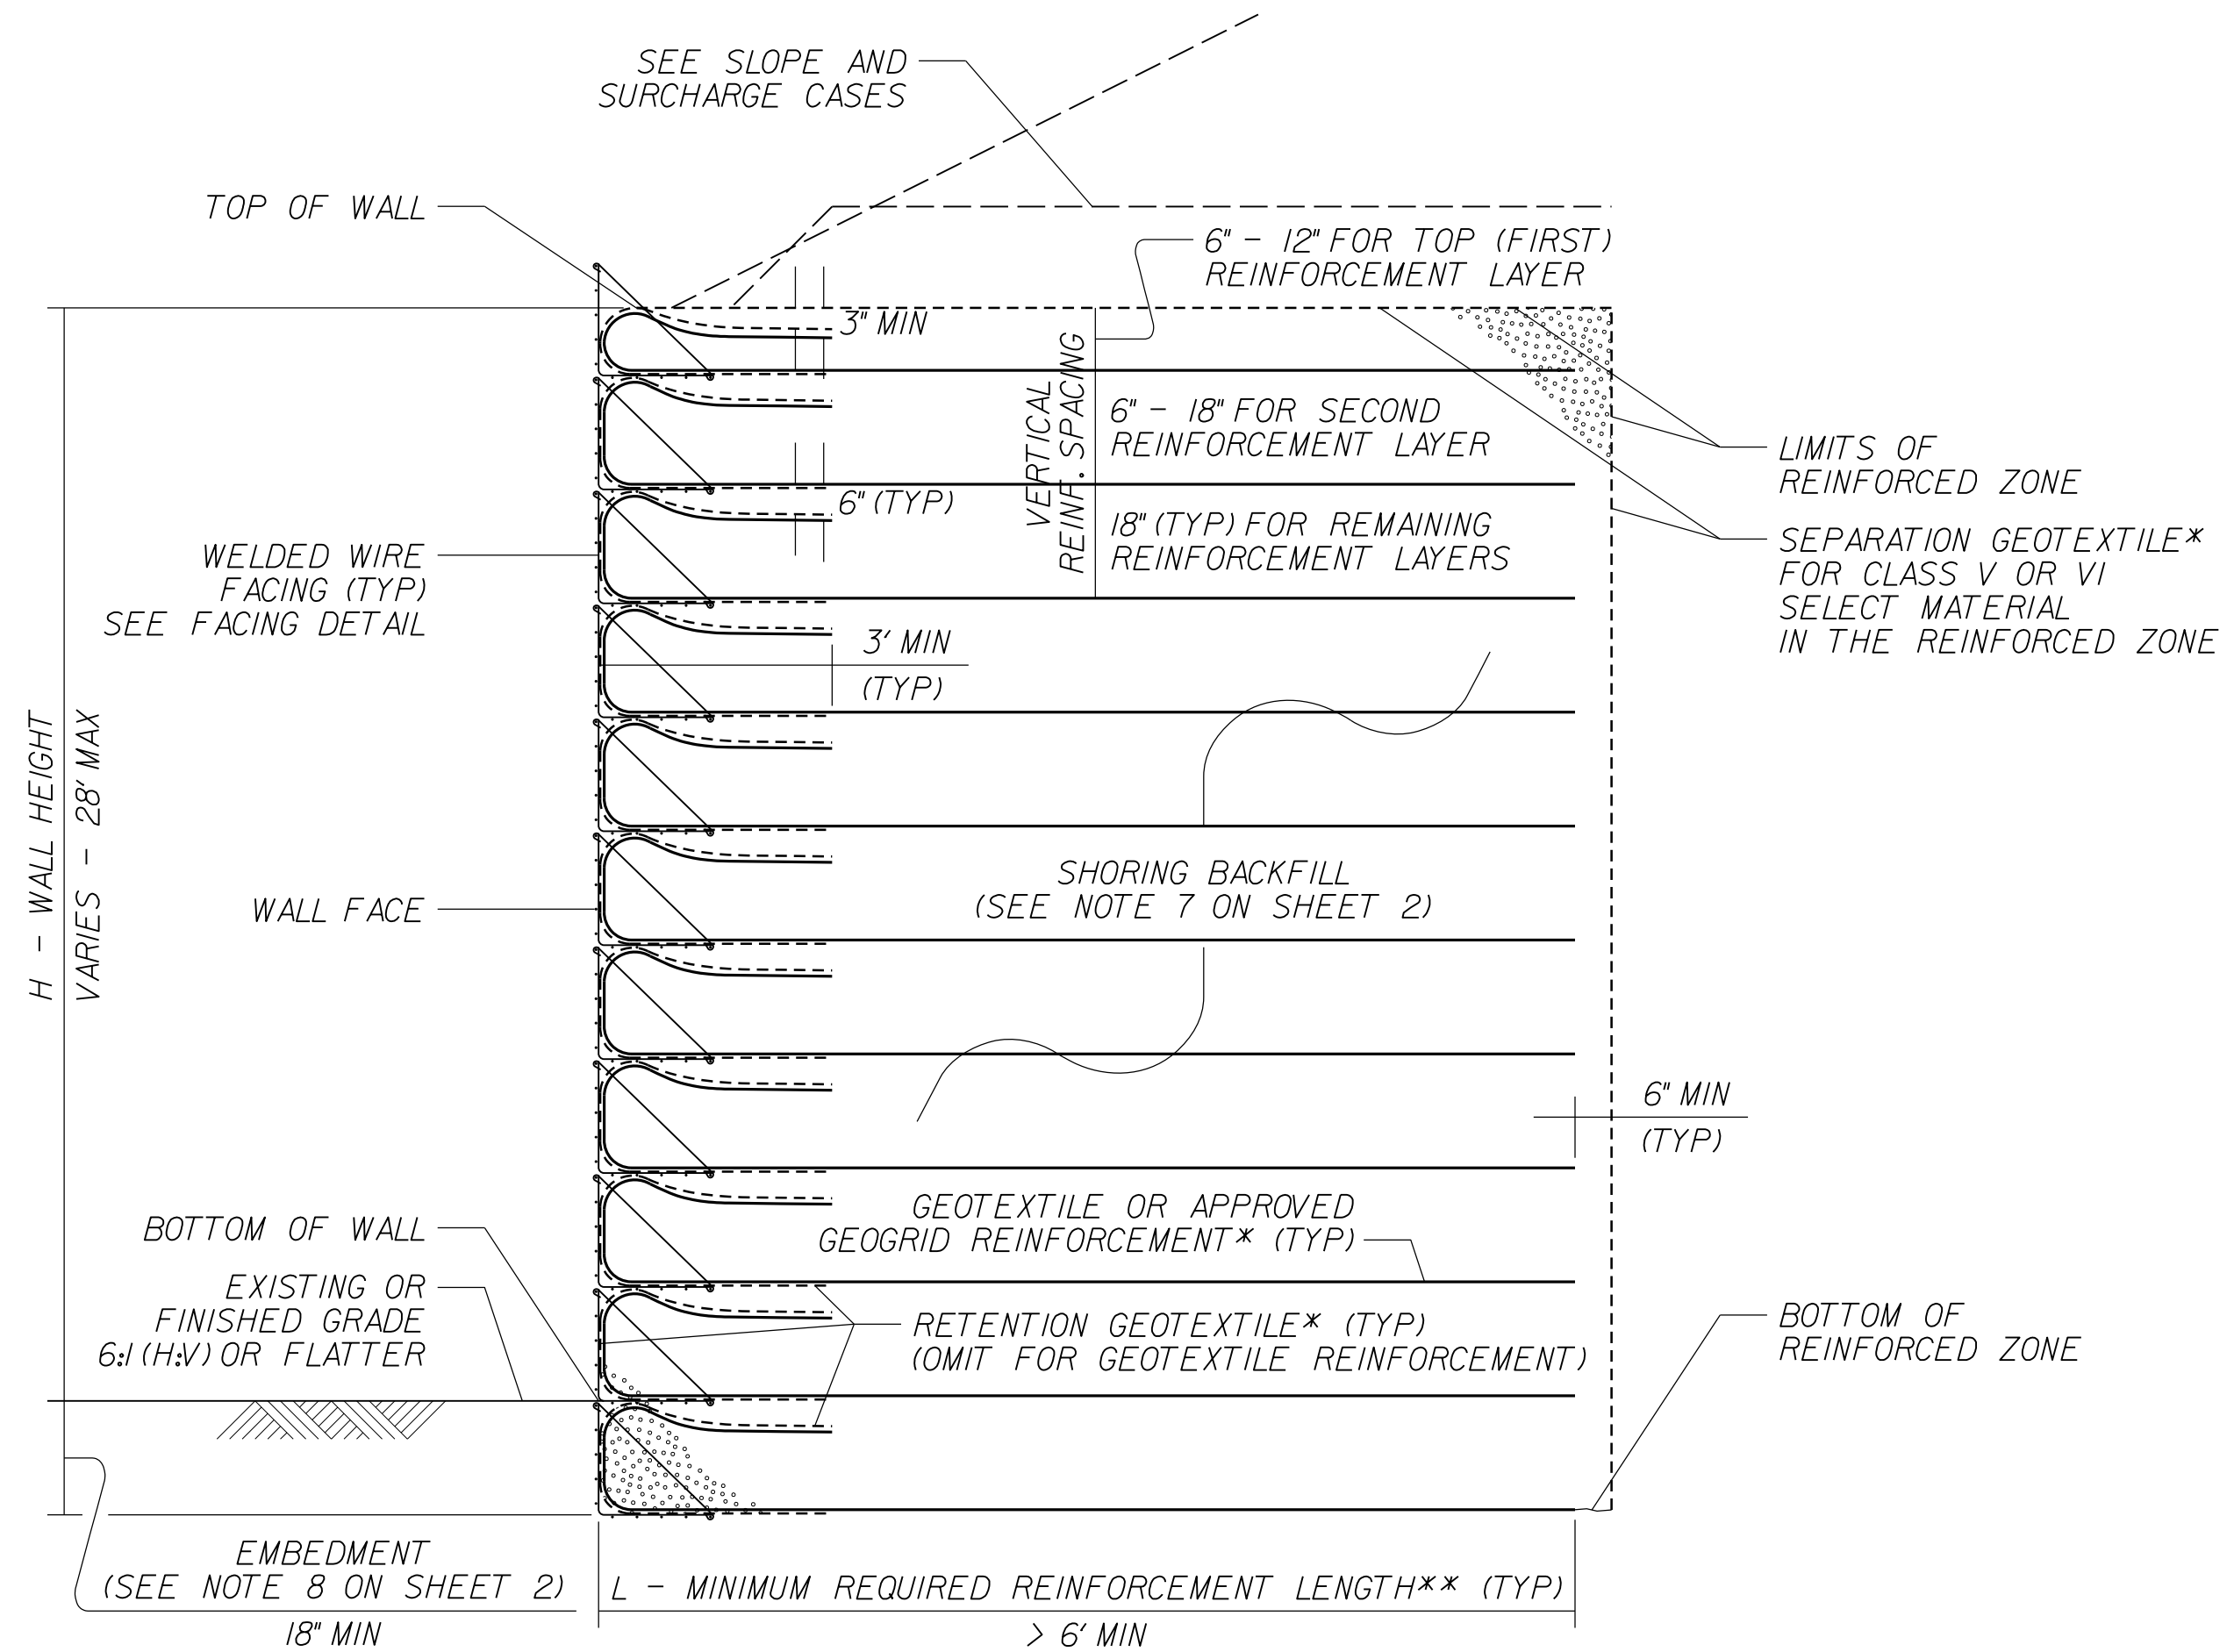 SEE SLOPE AND
SURCHARGE CASES
TOP OF WALL
6" - 12" FOR TOP (FIRST)
REINFORCEMENT LAYER
3" MIN
VERTICAL
REINF. SPACING
6" - 18" FOR SECOND
REINFORCEMENT LAYER
LIMITS OF
REINFORCED ZONE
6" (TYP)
18" (TYP) FOR REMAINING
REINFORCEMENT LAYERS
SEPARATION GEOTEXTILE*
FOR CLASS V OR VI
SELECT MATERIAL
IN THE REINFORCED ZONE
WELDED WIRE
FACING (TYP)
SEE FACING DETAIL
3' MIN
(TYP)
H - WALL HEIGHT
VARIES - 28' MAX
WALL FACE
SHORING BACKFILL
(SEE NOTE 7 ON SHEET 2)
6" MIN
(TYP)
GEOTEXTILE OR APPROVED
GEOGRID REINFORCEMENT* (TYP)
BOTTOM OF WALL
EXISTING OR
FINISHED GRADE
6:1 (H:V) OR FLATTER
RETENTION GEOTEXTILE* (TYP)
(OMIT FOR GEOTEXTILE REINFORCEMENT)
BOTTOM OF
REINFORCED ZONE
EMBEDMENT
(SEE NOTE 8 ON SHEET 2)
18" MIN
L - MINIMUM REQUIRED REINFORCEMENT LENGTH** (TYP)
> 6' MIN